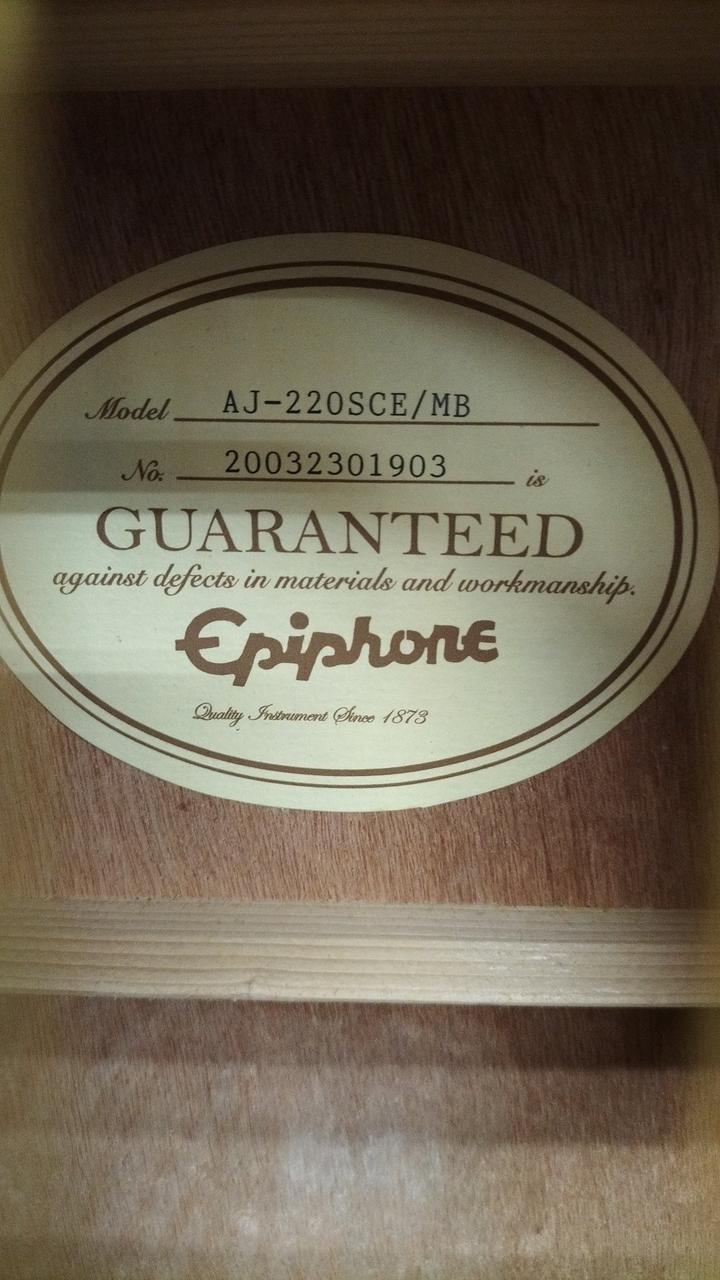 Model AJ-220SCE/MB
No. 20032301903 is
GUARANTEED
against defects in materials and workmanship.
Epiphone
Quality Instrument Since 1873